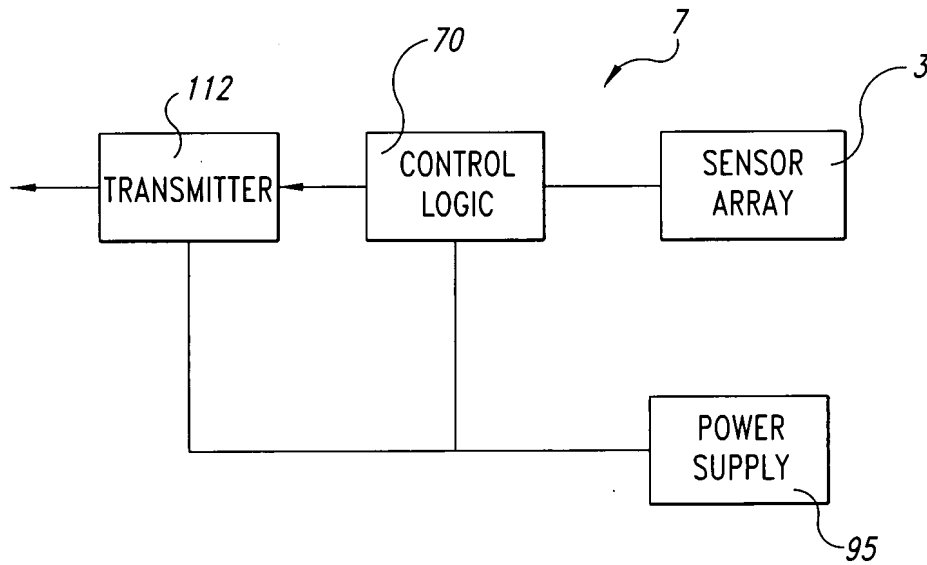 7
70
3
112
TRANSMITTER
CONTROL
LOGIC
SENSOR
ARRAY
POWER
SUPPLY
95